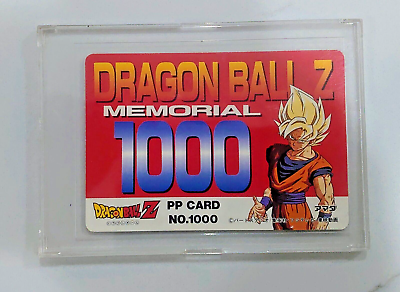 DRAGON BALL Z
MEMORIAL
1000
DRAGON BALL Z
PP CARD
NO.1000
アマダ